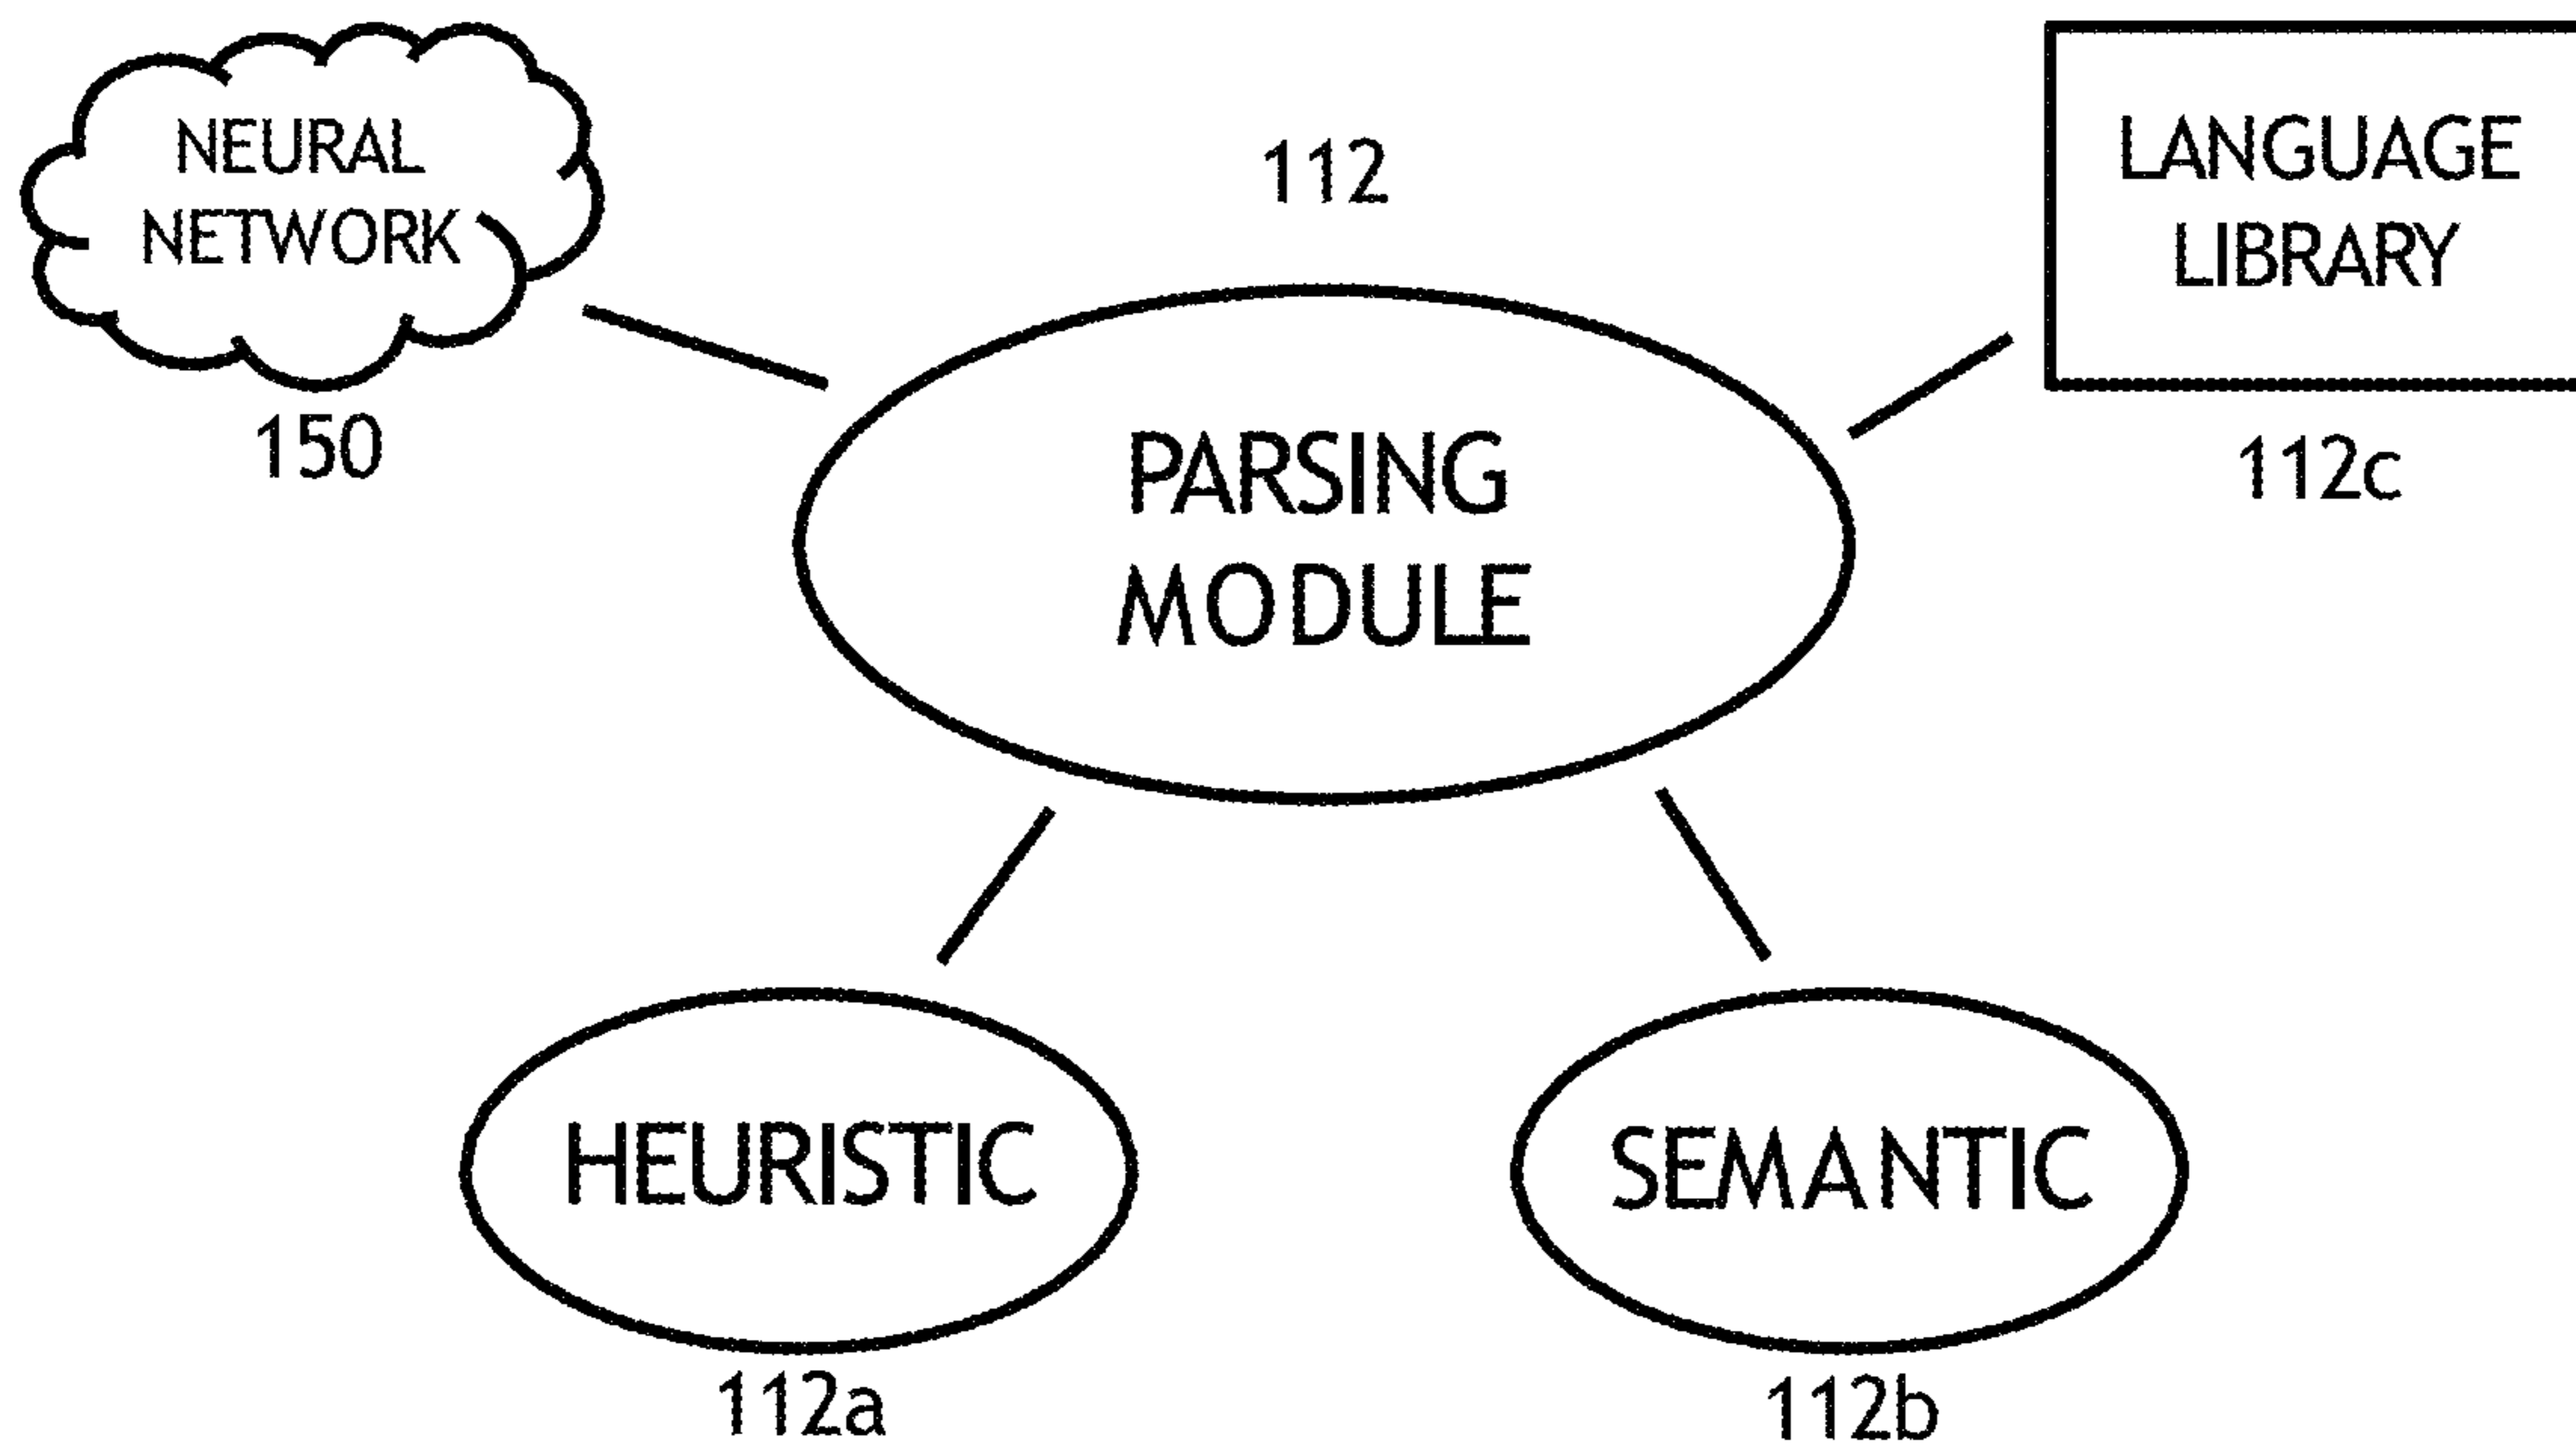 NEURAL
NETWORK
150
112
LANGUAGE
LIBRARY
112c
PARSING
MODULE
HEURISTIC
112a
SEMANTIC
112b